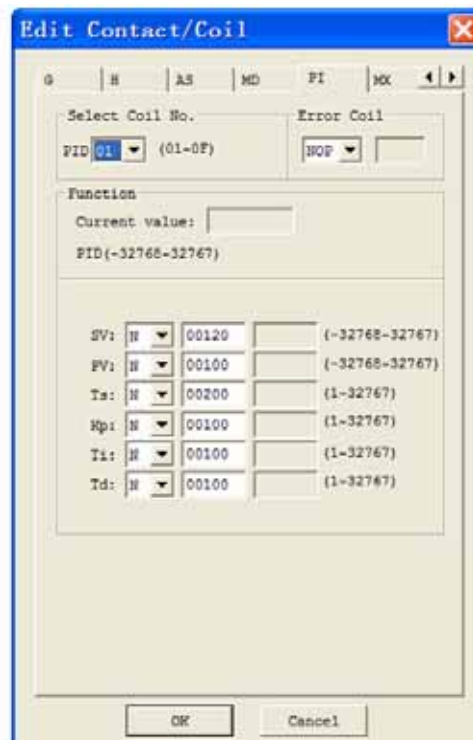 Edit Contact/Coil
G H AS MD PI MX
Select Coil No. Error Coil
PID 01 (01-0F) NOP
Function
Current value:
PID(-32768-32767)
SV: N 00120 (-32768-32767)
PV: N 00100 (-32768-32767)
Ts: N 00200 (1-32767)
Kp: N 00100 (1-32767)
Ti: N 00100 (1-32767)
Td: N 00100 (1-32767)
OK Cancel